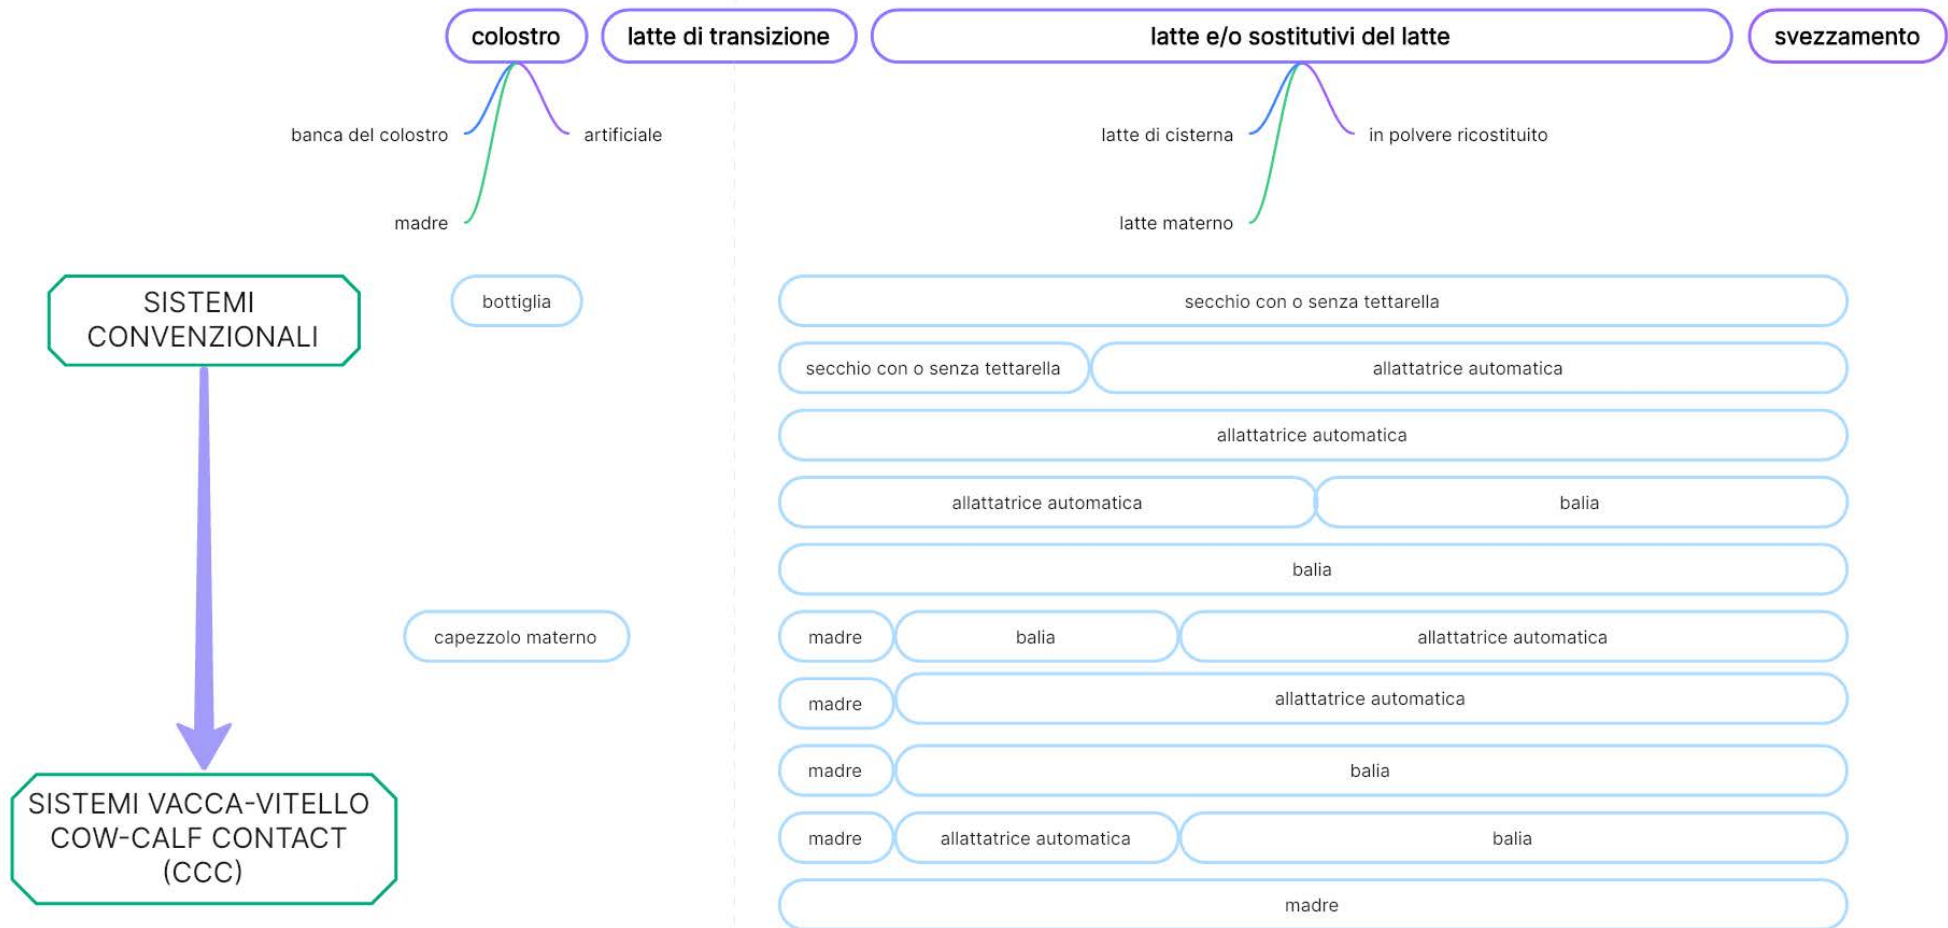 colostro
latte di transizione
latte e/o sostitutivi del latte
svezzamento
banca del colostro
artificiale
latte di cisterna
in polvere ricostituito
madre
latte materno
SISTEMI
CONVENZIONALI
bottiglia
secchio con o senza tettarella
secchio con o senza tettarella
allattatrice automatica
allattatrice automatica
allattatrice automatica
balia
balia
capezzolo materno
madre
balia
allattatrice automatica
madre
allattatrice automatica
madre
balia
SISTEMI VACCA-VITELLO
COW-CALF CONTACT
(CCC)
madre
allattatrice automatica
balia
madre